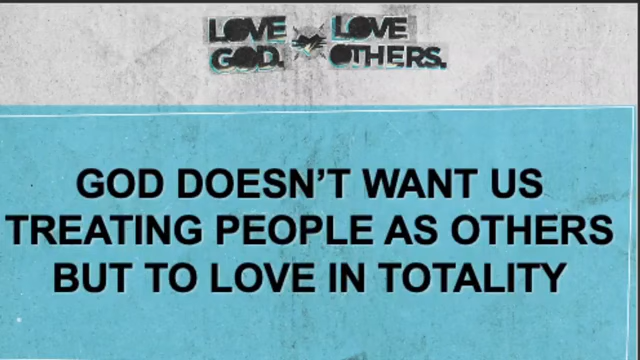 LOVE GOD. LOVE OTHERS.
GOD DOESN'T WANT US
TREATING PEOPLE AS OTHERS
BUT TO LOVE IN TOTALITY